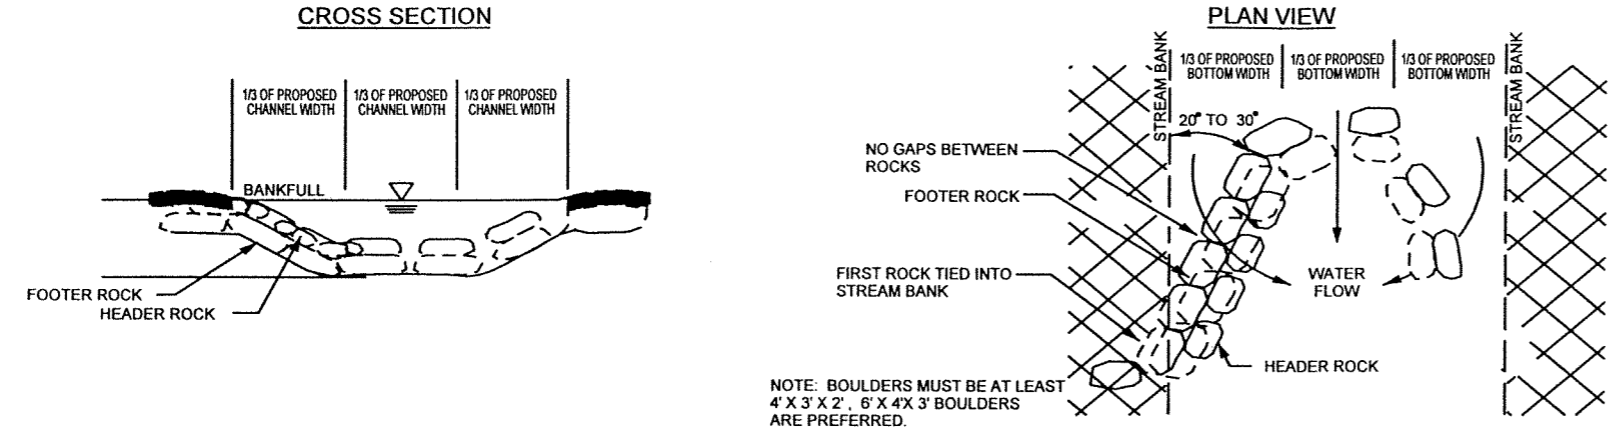 CROSS SECTION
1/3 OF PROPOSED
CHANNEL WIDTH
1/3 OF PROPOSED
CHANNEL WIDTH
1/3 OF PROPOSED
CHANNEL WIDTH
BANKFULL
FOOTER ROCK
HEADER ROCK
PLAN VIEW
STREAM BANK
1/3 OF PROPOSED
BOTTOM WIDTH
1/3 OF PROPOSED
BOTTOM WIDTH
1/3 OF PROPOSED
BOTTOM WIDTH
STREAM BANK
20° TO 30°
NO GAPS BETWEEN
ROCKS
FOOTER ROCK
FIRST ROCK TIED INTO
STREAM BANK
WATER
FLOW
HEADER ROCK
NOTE: BOULDERS MUST BE AT LEAST
4' X 3' X 2' , 6' X 4'X 3' BOULDERS
ARE PREFERRED.